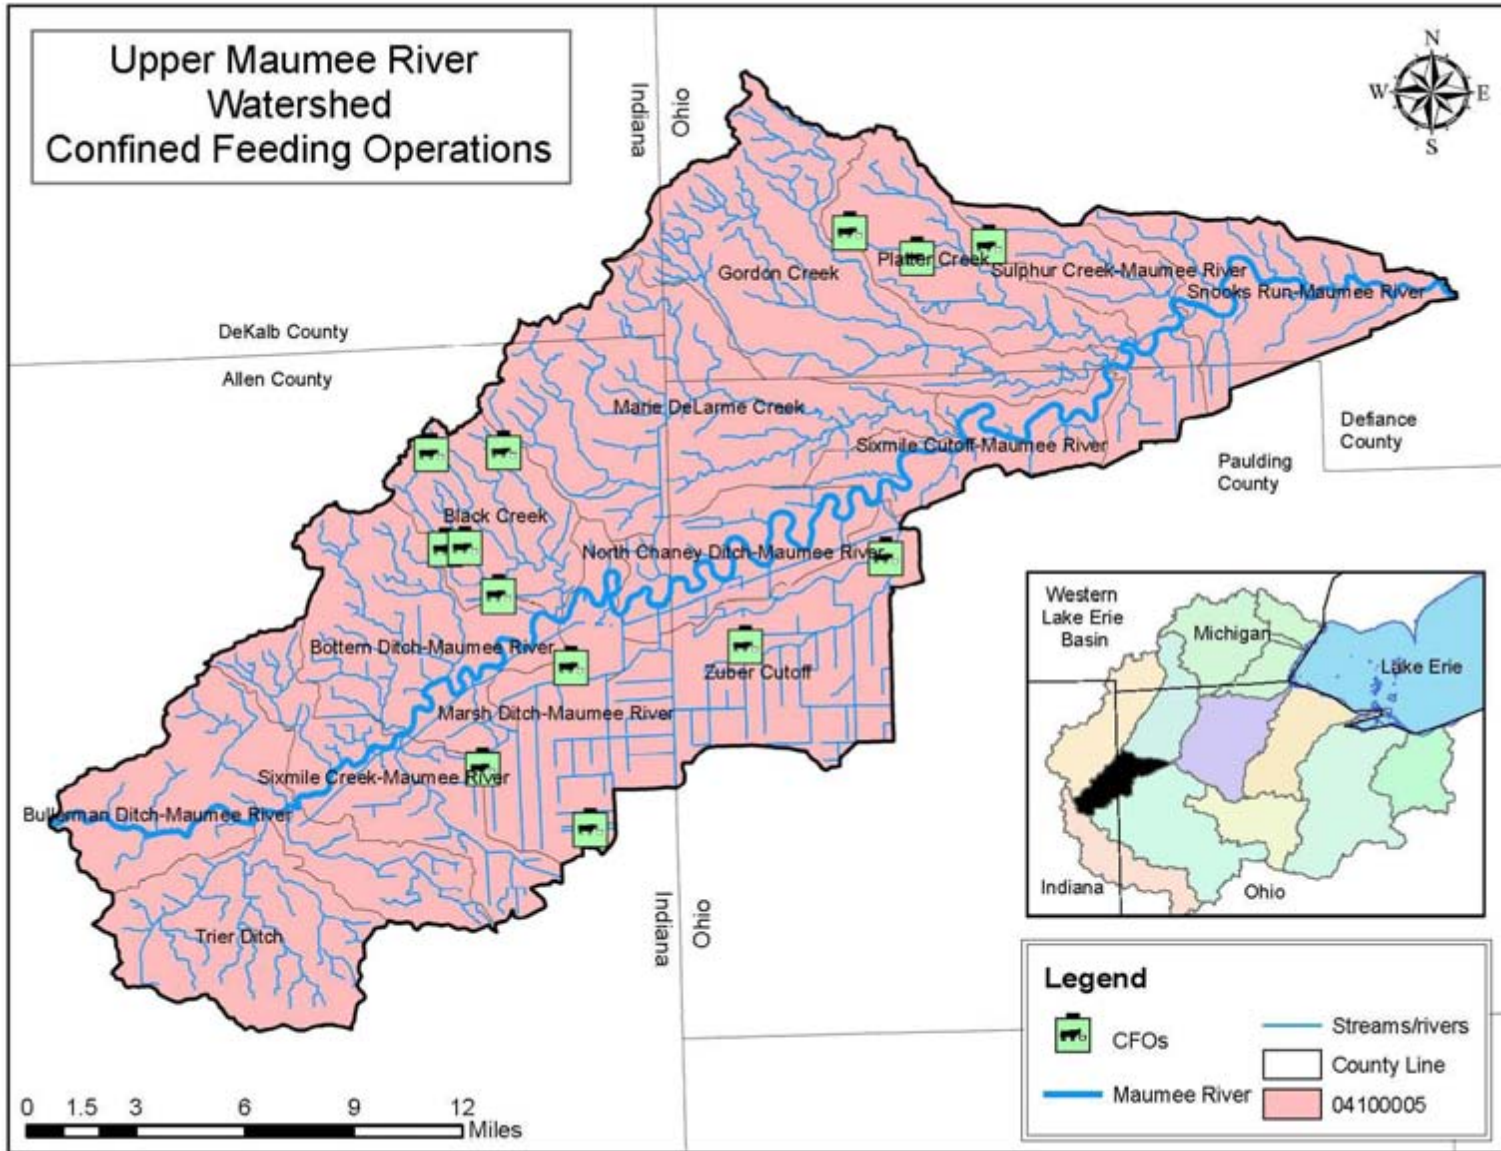 Upper Maumee River
Watershed
Confined Feeding Operations
N
W
E
S
Indiana
Ohio
Gordon Creek
Platter Creek
Sulphur Creek-Maumee River
Snooks Run-Maumee River
DeKalb County
Allen County
Marie DeLarme Creek
Sixmile Cutoff-Maumee River
Defiance
County
Paulding
County
Black Creek
North Chaney Ditch-Maumee River
Bottern Ditch-Maumee River
Zuber Cutoff
Marsh Ditch-Maumee River
Sixmile Creek-Maumee River
Bullerman Ditch-Maumee River
Trier Ditch
Indiana
Ohio
Western
Lake Erie
Basin
Michigan
Lake Erie
Indiana
Ohio
Legend
CFOs
Maumee River
Streams/rivers
County Line
04100005
0 1.5 3 6 9 12
Miles